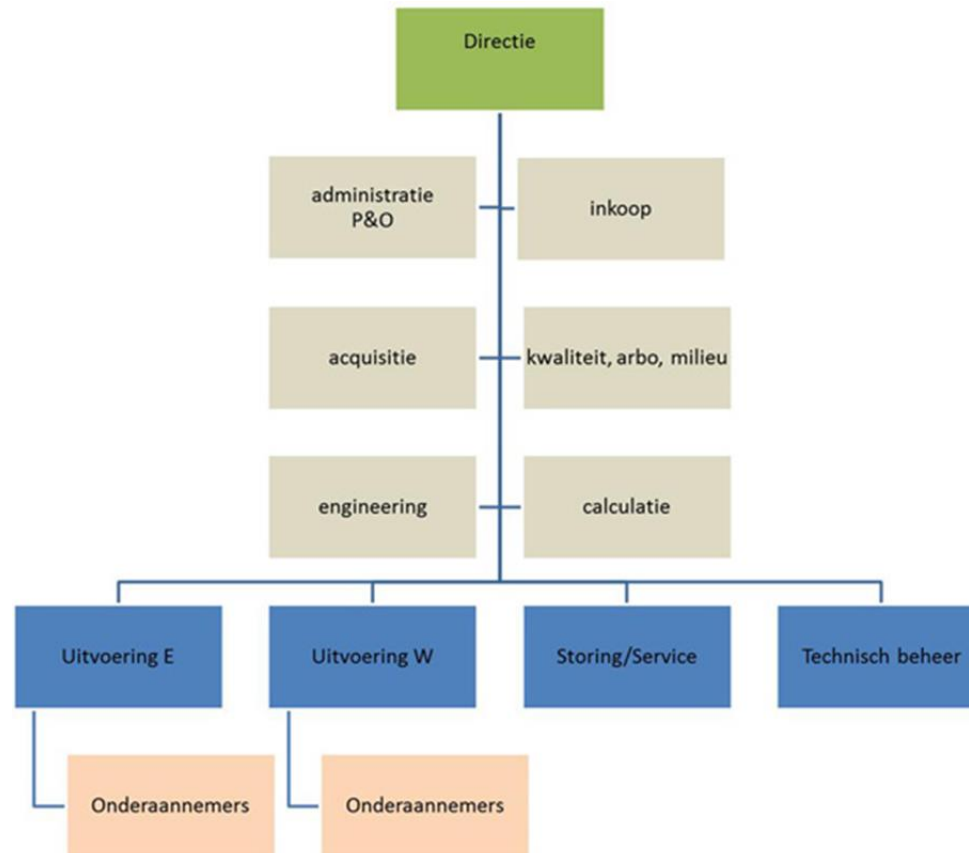 Directie
administratie
P&O
inkoop
acquisitie
kwaliteit, arbo, milieu
engineering
calculatie
Uitvoering E
Uitvoering W
Storing/Service
Technisch beheer
Onderaannemers
Onderaannemers